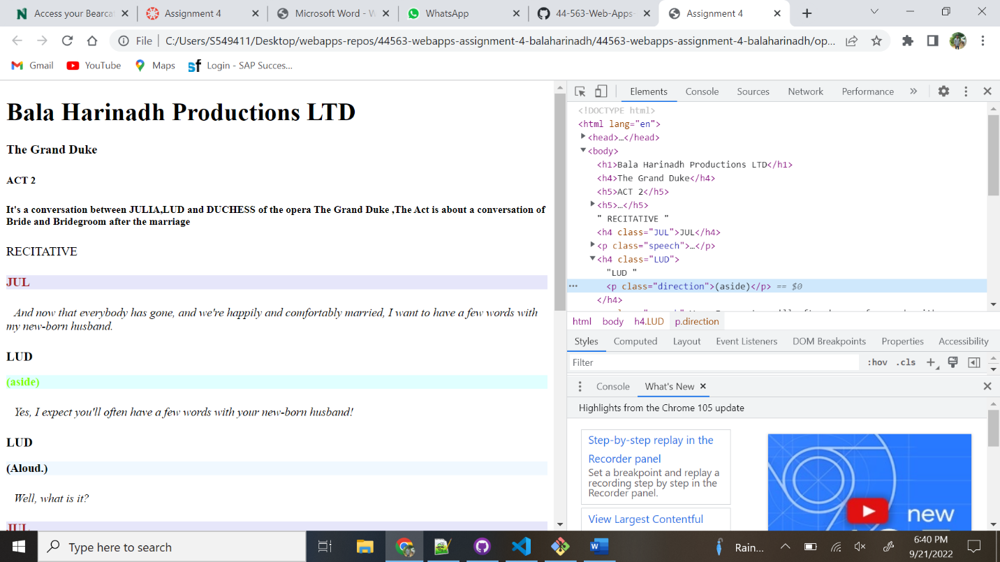 Access your Bearca
Assignment 4
Microsoft Word - W
WhatsApp
44-563-Web-Apps-
Assignment 4
File
C:/Users/S549411/Desktop/webapps-repos/44563-webapps-assignment-4-balaharinadh/44563-webapps-assignment-4-balaharinadh/op...
Gmail
YouTube
Maps
Login - SAP Succes...
Bala Harinadh Productions LTD
The Grand Duke
ACT 2
It's a conversation between JULIA,LUD and DUCHESS of the opera The Grand Duke ,The Act is about a conversation of
Bride and Bridegroom after the marriage
RECITATIVE
JUL
And now that everybody has gone, and we're happily and comfortably married, I want to have a few words with
my new-born husband.
LUD
(aside)
Yes, I expect you'll often have a few words with your new-born husband!
LUD
(Aloud.)
Well, what is it?
JUL
Elements
Console
Sources
Network
Performance
<!DOCTYPE html>
<html lang="en">
<head>…</head>
<body>
<h1>Bala Harinadh Productions LTD</h1>
<h4>The Grand Duke</h4>
<h5>ACT 2</h5>
<h5>…</h5>
" RECITATIVE "
<h4 class="JUL">JUL</h4>
<p class="speech">…</p>
<h4 class="LUD">
"LUD "
<p class="direction">(aside)</p> == $0
</h4>
html body h4.LUD p.direction
Styles
Computed
Layout
Event Listeners
DOM Breakpoints
Properties
Accessibility
Filter
:hov .cls
Console
What's New
Highlights from the Chrome 105 update
Step-by-step replay in the
Recorder panel
Set a breakpoint and replay a
recording step by step in the
Recorder panel.
View Largest Contentful
new
Type here to search
Rain...
6:40 PM
9/21/2022